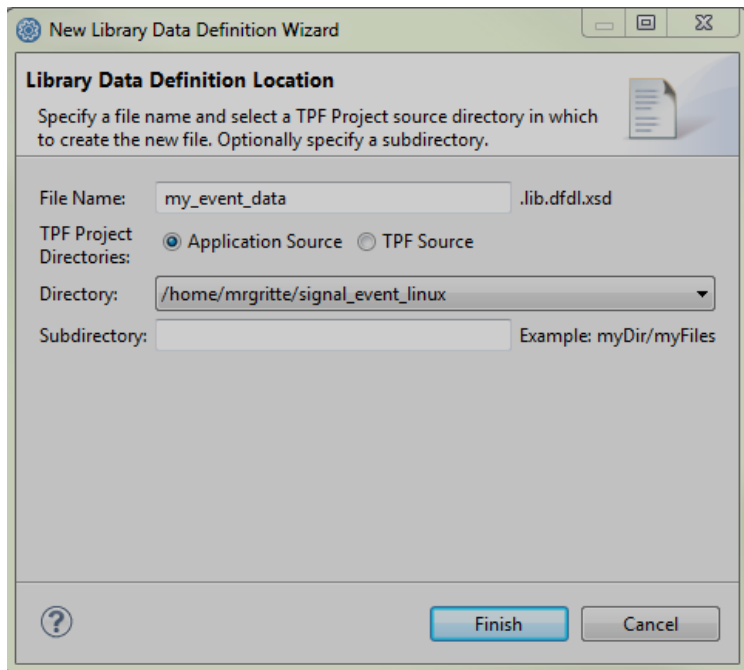 New Library Data Definition Wizard
Library Data Definition Location
Specify a file name and select a TPF Project source directory in which
to create the new file. Optionally specify a subdirectory.
File Name: my_event_data .lib.dfdl.xsd
TPF Project
Directories: Application Source TPF Source
Directory: /home/mrgritte/signal_event_linux
Subdirectory: Example: myDir/myFiles
? Finish Cancel